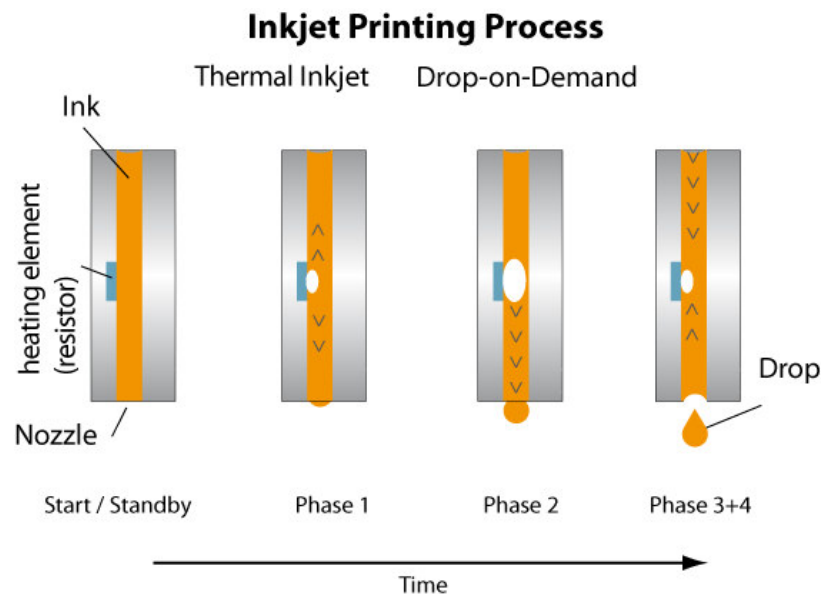 Inkjet Printing Process
Thermal Inkjet Drop-on-Demand
Ink
heating element
(resistor)
Nozzle
Drop
Start / Standby Phase 1 Phase 2 Phase 3+4
Time